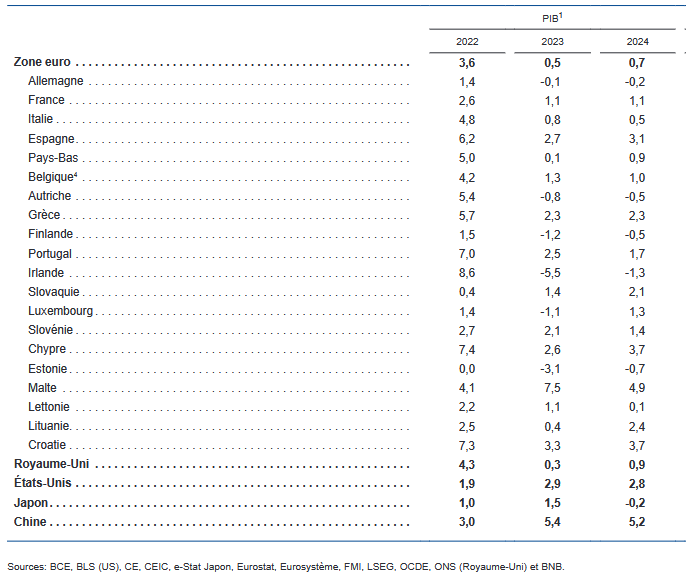 PIB1
2022 2023 2024
Zone euro 3,6 0,5 0,7
Allemagne 1,4 -0,1 -0,2
France 2,6 1,1 1,1
Italie 4,8 0,8 0,5
Espagne 6,2 2,7 3,1
Pays-Bas 5,0 0,1 0,9
Belgique4 4,2 1,3 1,0
Autriche 5,4 -0,8 -0,5
Grèce 5,7 2,3 2,3
Finlande 1,5 -1,2 -0,5
Portugal 7,0 2,5 1,7
Irlande 8,6 -5,5 -1,3
Slovaquie 0,4 1,4 2,1
Luxembourg 1,4 -1,1 1,3
Slovénie 2,7 2,1 1,4
Chypre 7,4 2,6 3,7
Estonie 0,0 -3,1 -0,7
Malte 4,1 7,5 4,9
Lettonie 2,2 1,1 0,1
Lituanie 2,5 0,4 2,4
Croatie 7,3 3,3 3,7
Royaume-Uni 4,3 0,3 0,9
États-Unis 1,9 2,9 2,8
Japon 1,0 1,5 -0,2
Chine 3,0 5,4 5,2
Sources: BCE, BLS (US), CE, CEIC, e-Stat Japon, Eurostat, Eurosystème, FMI, LSEG, OCDE, ONS (Royaume-Uni) et BNB.